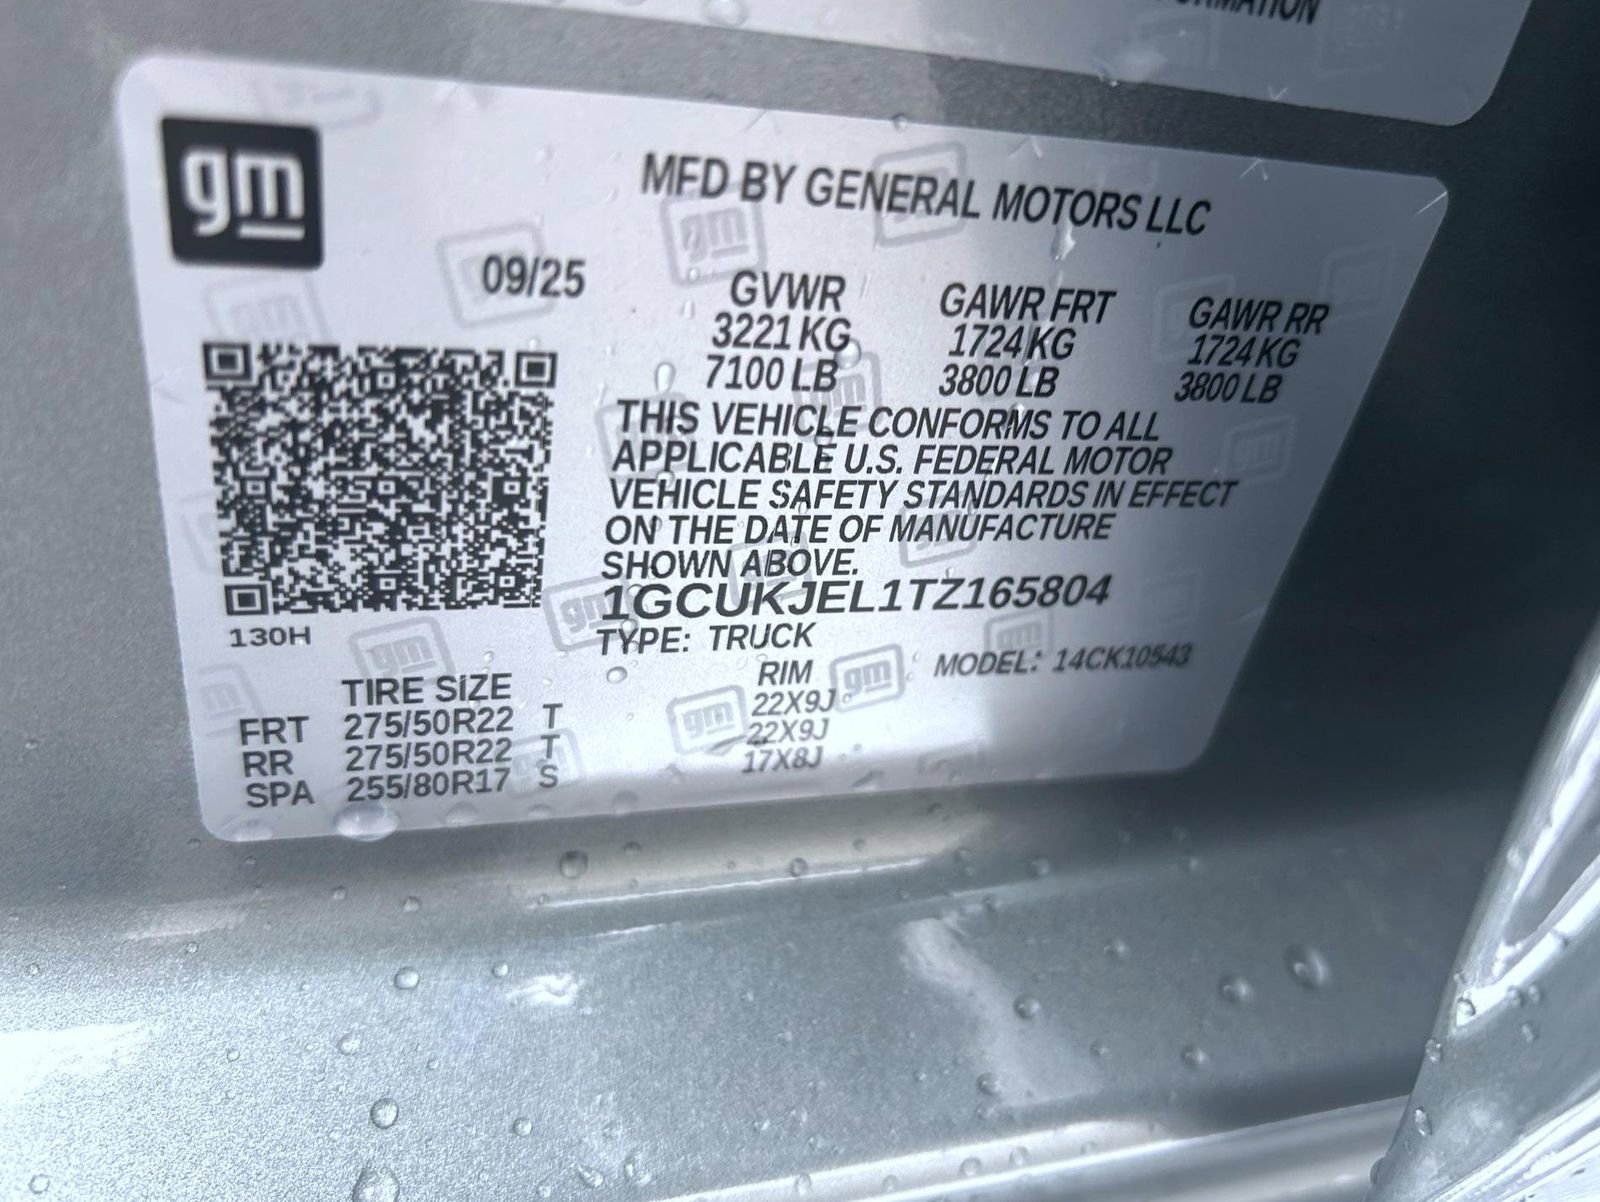 gm
MFD BY GENERAL MOTORS LLC
09/25
GVWR GAWR FRT GAWR RR
3221 KG 1724 KG 1724 KG
7100 LB 3800 LB 3800 LB
THIS VEHICLE CONFORMS TO ALL
APPLICABLE U.S. FEDERAL MOTOR
VEHICLE SAFETY STANDARDS IN EFFECT
ON THE DATE OF MANUFACTURE
SHOWN ABOVE.
1GCUKJEL1TZ165804
130H
TYPE: TRUCK MODEL: 14CK10543
TIRE SIZE RIM
FRT 275/50R22 T 22X9J
RR 275/50R22 T 22X9J
SPA 255/80R17 S 17X8J